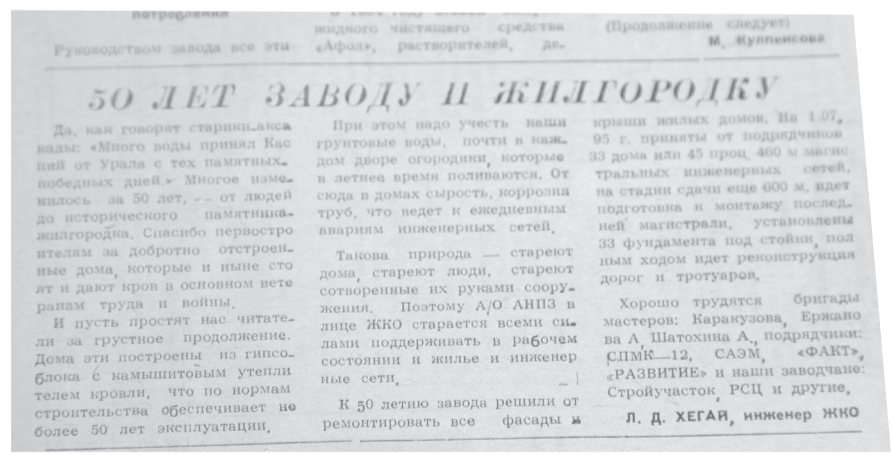 потребления
Руководством завода все эти
жидкого чистящего средства
«Афол», растворителей, де-
(Продолжение следует)
М. Кулпеисова
50 ЛЕТ ЗАВОДУ И ЖИЛГОРОДКУ
Да, как говорят старики-акса
калы: «Много воды принял Кас
пий от Урала с тех памятных-
победных дней.» Многое изме-
нилось за 50 лет, -- от людей
до исторического памятника-
жилгородка. Спасибо первостро
ителям за добротно отстроен-
ные дома, которые и ныне сто
ят и дают кров в основном вете
ранам труда и войны.
И пусть простят нас читате-
ли за грустное продолжение.
Дома эти построены из гипсо-
блока с камышитовым утепли
телем кровли, что по нормам
строительства обеспечивает не
более 50 лет эксплуатации.
При этом надо учесть наши
грунтовые воды, почти в каж-
дом дворе огородики, которые
в летнее время поливаются. От
сюда в домах сырость, коррозия
труб, что ведет к ежедневным
авариям инженерных сетей.
Такова природа — стареют
дома, стареют люди, стареют
сотворенные их руками соору-
жения. Поэтому А/О АНПЗ в
лице ЖКО старается всеми си-
лами поддерживать в рабочем
состоянии и жилье и инженер
ные сети,
К 50 летию завода решили от
ремонтировать все фасады и
крыши жилых домов. На 1.07,
95 г. приняты от подрядчиков
33 дома или 45 проц, 460 м магис
тральных инженерных сетей,
на стадии сдачи еще 600 м, идет
подготовка к монтажу послед-
ней магистрали, установлены
33 фундамента под стойки, пол
ным ходом идет реконструкция
дорог и тротуаров.
Хорошо трудятся бригады
мастеров: Каракузова, Ержано
ва А, Шатохина А., подрядчики:
СПМК—12, САЭМ, «ФАКТ»,
«РАЗВИТИЕ» и наши заводчане:
Стройучасток, РСЦ и другие,
Л. Д. ХЕГАЙ, инженер ЖКО